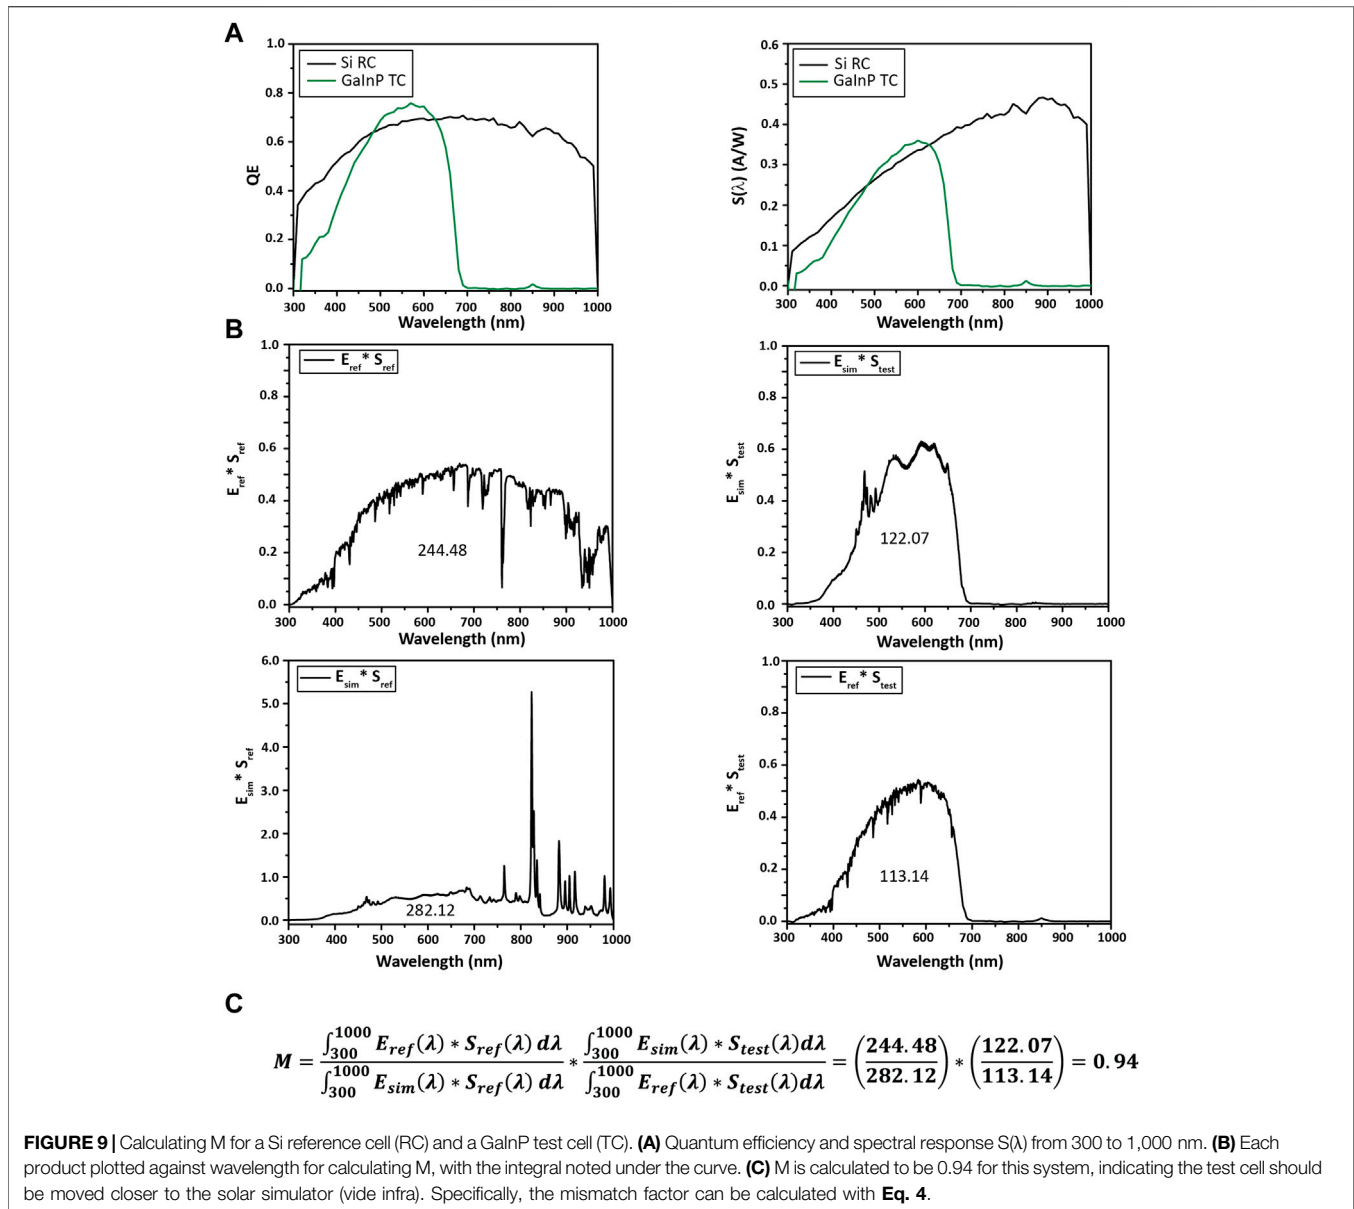 A
1.0
0.8
0.6
0.4
0.2
0.0
QE
Si RC
GaInP TC
300 400 500 600 700 800 900 1000
Wavelength (nm)
0.6
0.5
0.4
0.3
0.2
0.1
0.0
S(λ) (A/W)
Si RC
GaInP TC
300 400 500 600 700 800 900 1000
Wavelength (nm)
B
1.0
0.8
0.6
0.4
0.2
0.0
E_ref * S_ref
E_ref * S_ref
244.48
300 400 500 600 700 800 900 1000
Wavelength (nm)
1.0
0.8
0.6
0.4
0.2
0.0
E_sim * S_test
E_sim * S_test
122.07
300 400 500 600 700 800 900 1000
Wavelength (nm)
6.0
5.0
4.0
3.0
2.0
1.0
0.0
E_sim * S_ref
E_sim * S_ref
282.12
300 400 500 600 700 800 900 1000
Wavelength (nm)
1.0
0.8
0.6
0.4
0.2
0.0
E_ref * S_test
E_ref * S_test
113.14
300 400 500 600 700 800 900 1000
Wavelength (nm)
C
M = ∫_300^1000 E_ref(λ) * S_ref(λ) dλ / ∫_300^1000 E_sim(λ) * S_ref(λ) dλ * ∫_300^1000 E_sim(λ) * S_test(λ)dλ / ∫_300^1000 E_ref(λ) * S_test(λ)dλ = (244.48 / 282.12) * (122.07 / 113.14) = 0.94
FIGURE 9 | Calculating M for a Si reference cell (RC) and a GaInP test cell (TC). (A) Quantum efficiency and spectral response S(λ) from 300 to 1,000 nm. (B) Each
product plotted against wavelength for calculating M, with the integral noted under the curve. (C) M is calculated to be 0.94 for this system, indicating the test cell should
be moved closer to the solar simulator (vide infra). Specifically, the mismatch factor can be calculated with Eq. 4.